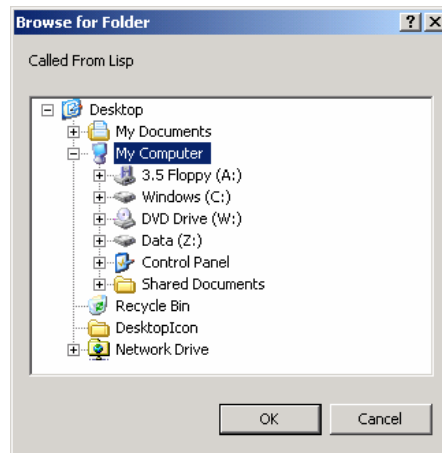 Browse for Folder
Called From Lisp
Desktop
My Documents
My Computer
3.5 Floppy (A:)
Windows (C:)
DVD Drive (W:)
Data (Z:)
Control Panel
Shared Documents
Recycle Bin
DesktopIcon
Network Drive
OK Cancel